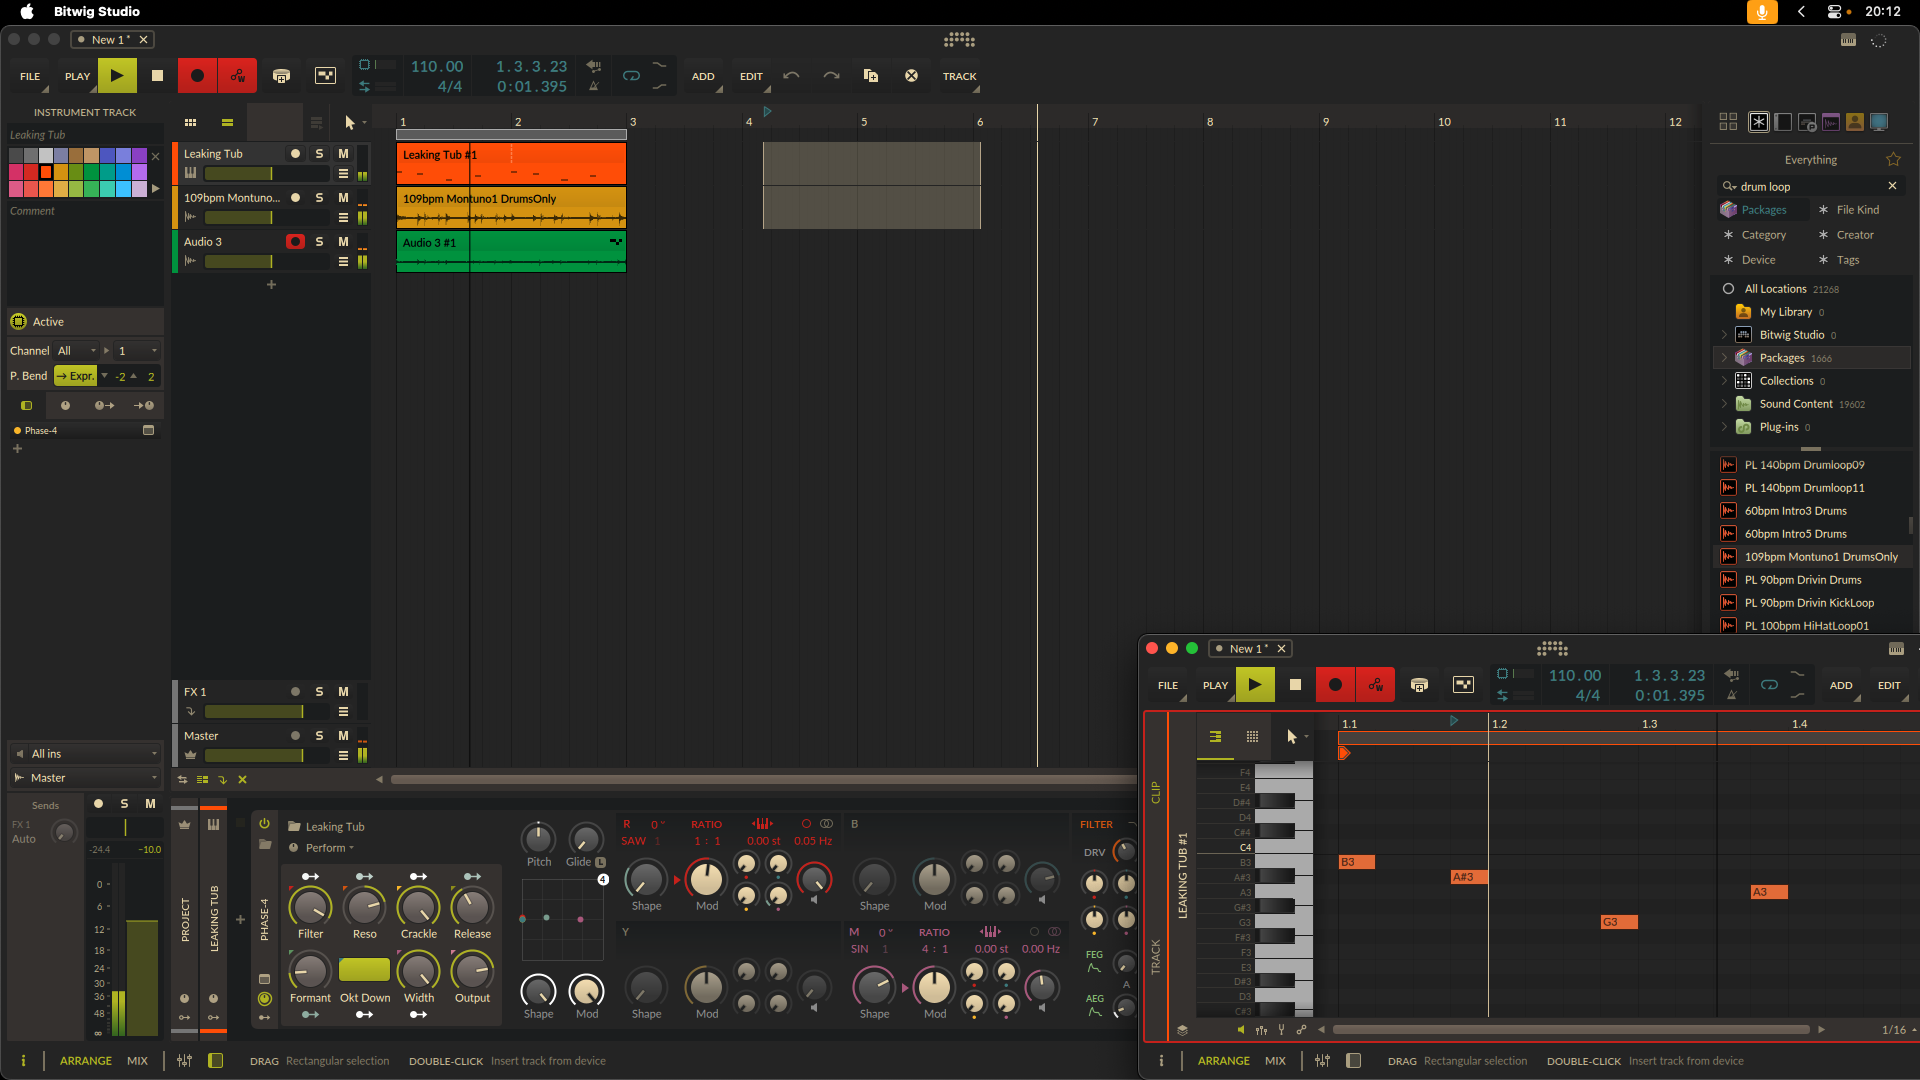 Bitwig Studio
20:12
New 1 *
FILE
PLAY
110.00
4/4
1.3.3.23
0:01.395
ADD
EDIT
TRACK
INSTRUMENT TRACK
Leaking Tub
Comment
Active
Channel All 1
P. Bend Expr. -2 2
Phase-4
All ins
Master
Sends
FX 1
Auto
S M
-24.4 -10.0
0
6
12
18
24
30
36
48
∞
1 2 3 4 5 6 7 8 9 10 11 12
Leaking Tub S M
109bpm Montuno... S M
Audio 3 S M
Leaking Tub #1
109bpm Montuno1 DrumsOnly
Audio 3 #1
FX 1 S M
Master S M
Everything
drum loop
Packages File Kind
Category Creator
Device Tags
All Locations 21268
My Library 0
Bitwig Studio 0
Packages 1666
Collections 0
Sound Content 19602
Plug-ins 0
PL 140bpm Drumloop09
PL 140bpm Drumloop11
60bpm Intro3 Drums
60bpm Intro5 Drums
109bpm Montuno1 DrumsOnly
PL 90bpm Drivin Drums
PL 90bpm Drivin KickLoop
PL 100bpm HiHatLoop01
PROJECT
LEAKING TUB
PHASE-4
Leaking Tub
Perform
Filter Reso Crackle Release
Formant Okt Down Width Output
Pitch Glide L
4
Shape Mod
R 0 RATIO
SAW 1 1 : 1 0.00 st 0.05 Hz
Shape Mod
B
Shape Mod
Y
Shape Mod
M 0 RATIO
SIN 1 4 : 1 0.00 st 0.00 Hz
Shape Mod
FILTER
DRV
FEG
A
AEG
ARRANGE
MIX
DRAG Rectangular selection DOUBLE-CLICK Insert track from device
New 1 *
FILE
PLAY
110.00
4/4
1.3.3.23
0:01.395
ADD
EDIT
CLIP
TRACK
LEAKING TUB #1
1.1 1.2 1.3 1.4
F4
E4
D#4
D4
C#4
C4
B3
A#3
A3
G#3
G3
F#3
F3
E3
D#3
D3
C#3
B3
A#3
G3
A3
1/16
ARRANGE
MIX
DRAG Rectangular selection DOUBLE-CLICK Insert track from device